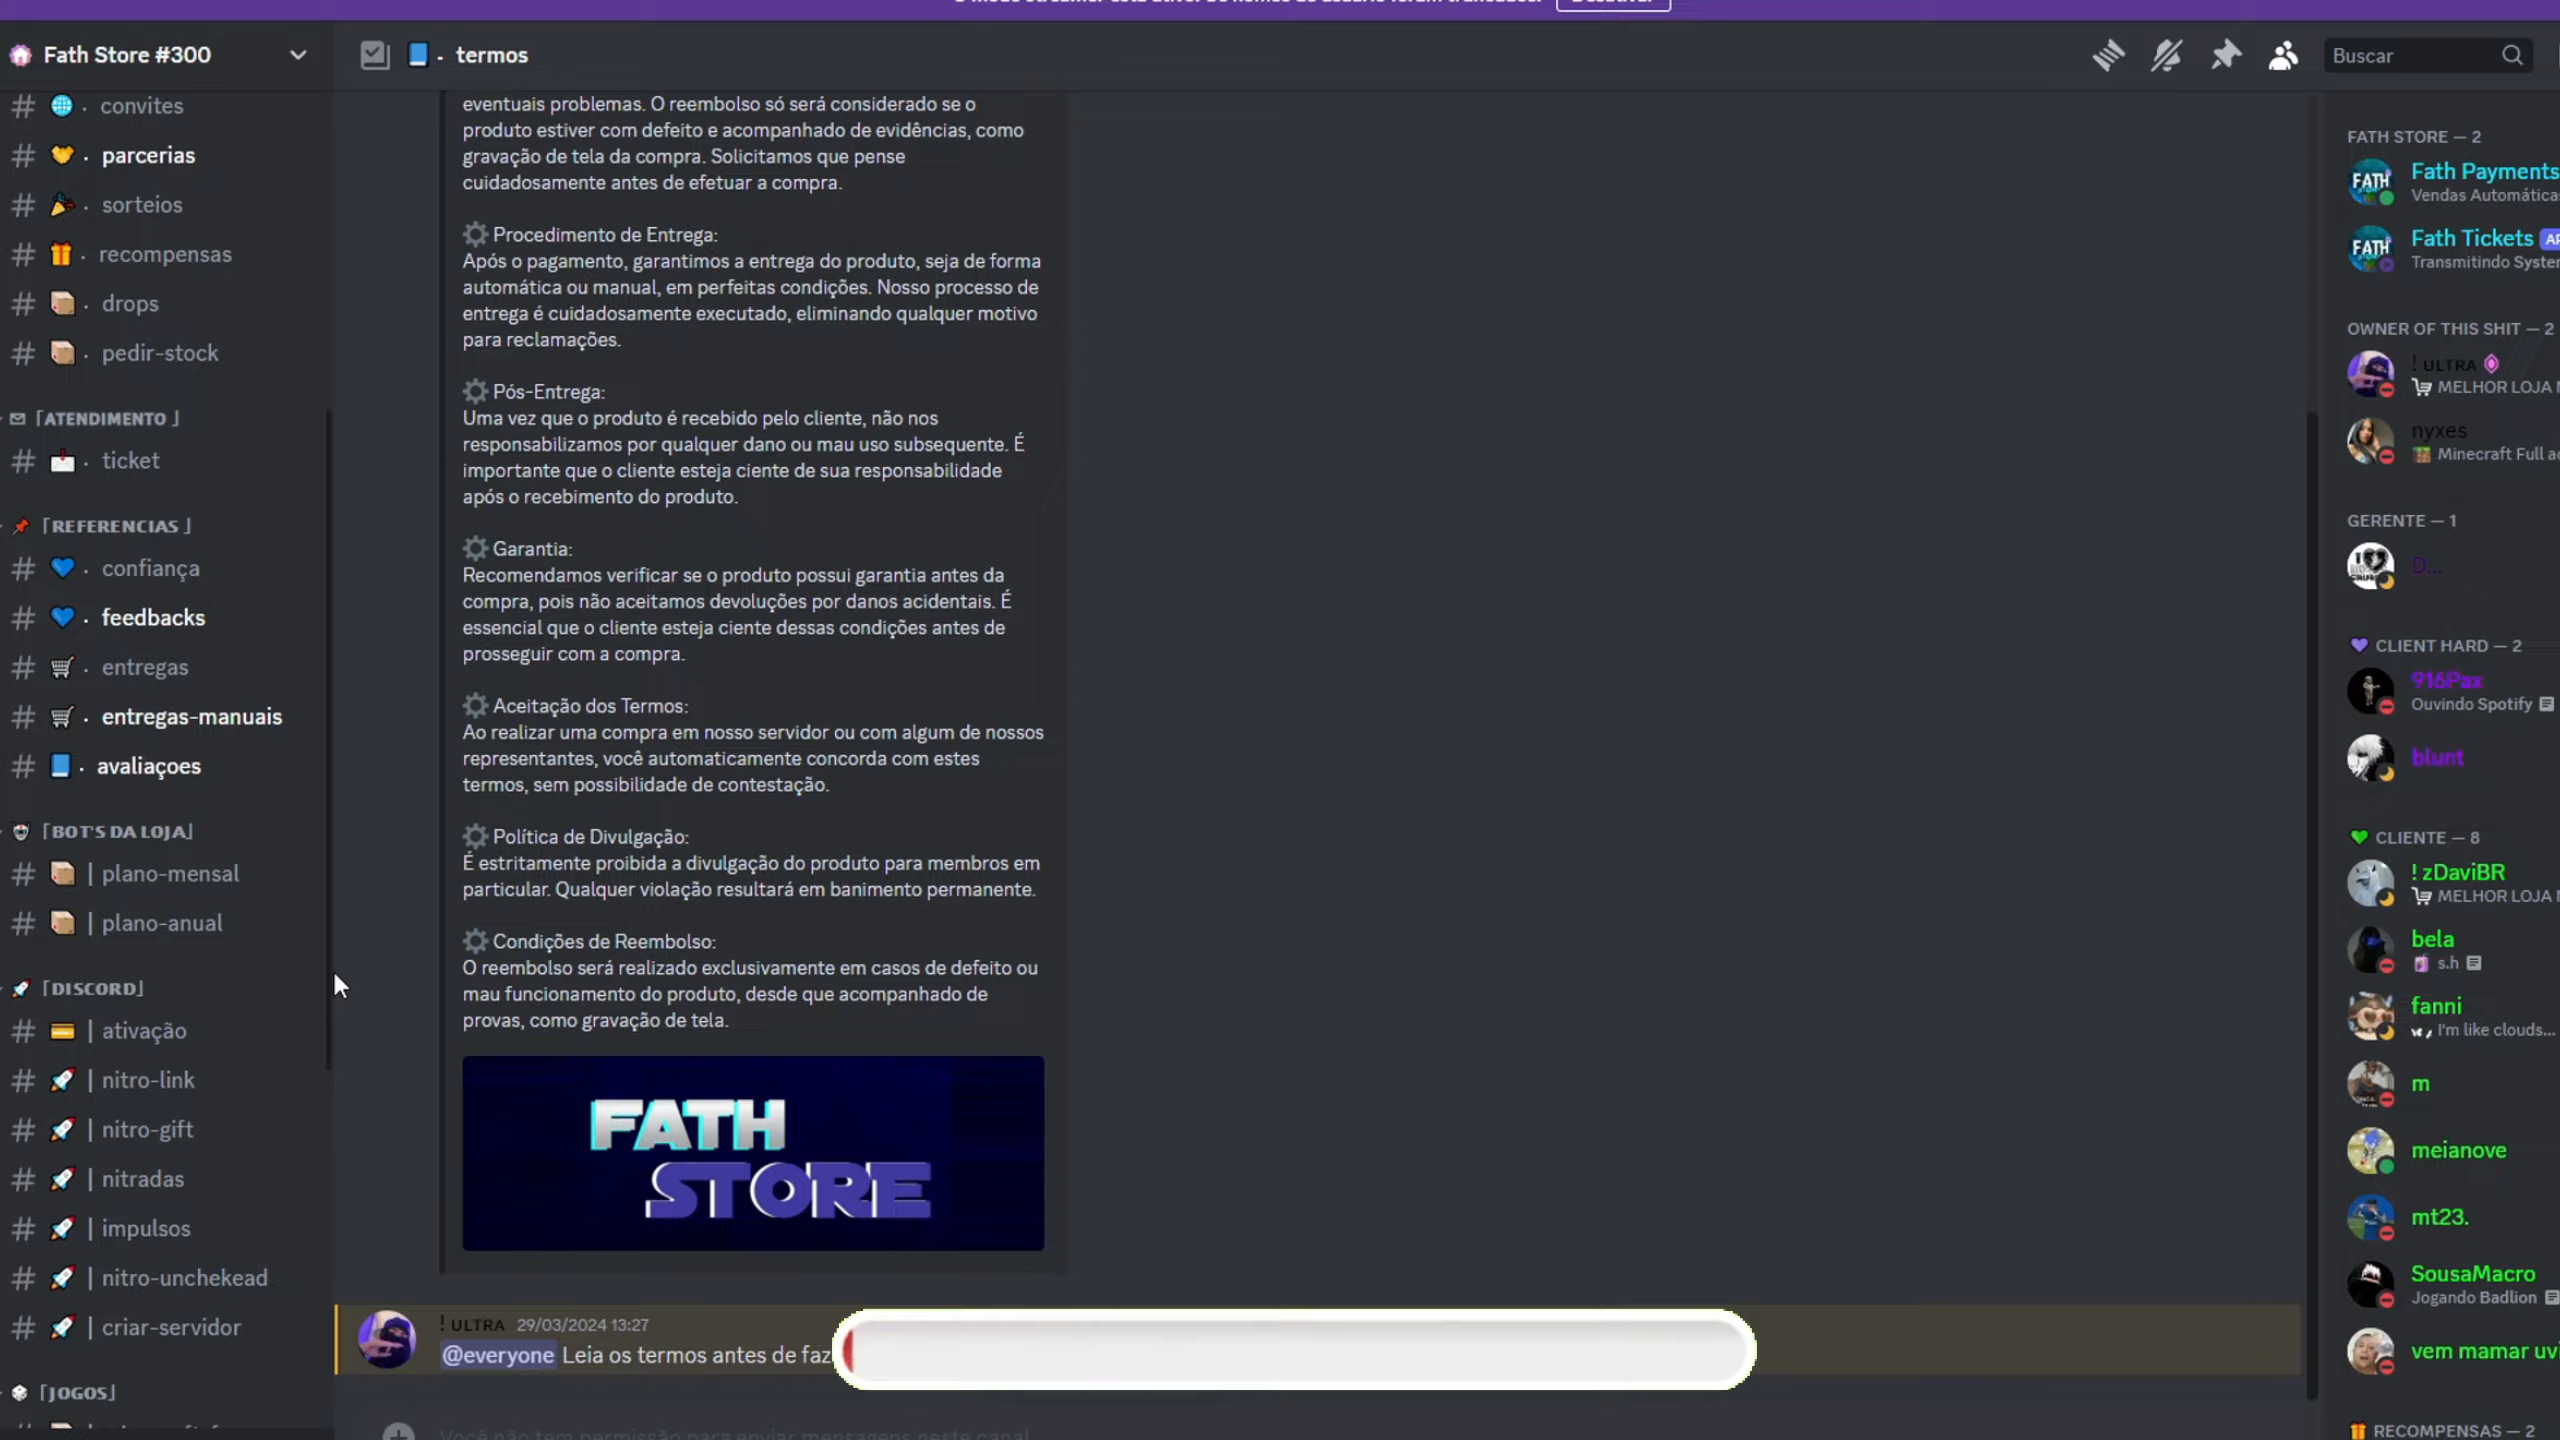 Fath Store #300
convites
parcerias
sorteios
recompensas
drops
pedir-stock
「ATENDIMENTO 」
ticket
「REFERENCIAS 」
confiança
feedbacks
entregas
entregas-manuais
avaliaçoes
「BOT'S DA LOJA」
| plano-mensal
| plano-anual
「DISCORD」
| ativação
| nitro-link
| nitro-gift
| nitradas
| impulsos
| nitro-unchekead
| criar-servidor
「JOGOS」
termos
Buscar
eventuais problemas. O reembolso só será considerado se o
produto estiver com defeito e acompanhado de evidências, como
gravação de tela da compra. Solicitamos que pense
cuidadosamente antes de efetuar a compra.
Procedimento de Entrega:
Após o pagamento, garantimos a entrega do produto, seja de forma
automática ou manual, em perfeitas condições. Nosso processo de
entrega é cuidadosamente executado, eliminando qualquer motivo
para reclamações.
Pós-Entrega:
Uma vez que o produto é recebido pelo cliente, não nos
responsabilizamos por qualquer dano ou mau uso subsequente. É
importante que o cliente esteja ciente de sua responsabilidade
após o recebimento do produto.
Garantia:
Recomendamos verificar se o produto possui garantia antes da
compra, pois não aceitamos devoluções por danos acidentais. É
essencial que o cliente esteja ciente dessas condições antes de
prosseguir com a compra.
Aceitação dos Termos:
Ao realizar uma compra em nosso servidor ou com algum de nossos
representantes, você automaticamente concorda com estes
termos, sem possibilidade de contestação.
Política de Divulgação:
É estritamente proibida a divulgação do produto para membros em
particular. Qualquer violação resultará em banimento permanente.
Condições de Reembolso:
O reembolso será realizado exclusivamente em casos de defeito ou
mau funcionamento do produto, desde que acompanhado de
provas, como gravação de tela.
FATH
STORE
! ULTRA 29/03/2024 13:27
@everyone Leia os termos antes de faz
Você não tem permissão para enviar mensagens neste canal
FATH STORE — 2
FATH
Fath Payments
Vendas Automática
FATH
Fath Tickets
Transmitindo System
OWNER OF THIS SHIT — 2
! ULTRA
MELHOR LOJA
nyxes
Minecraft Full
GERENTE — 1
D...
CLIENT HARD — 2
916Pax
Ouvindo Spotify
blunt
CLIENTE — 8
! zDaviBR
MELHOR LOJA
bela
s.h
fanni
I'm like clouds...
m
meianove
mt23.
SousaMacro
Jogando Badlion
vem mamar
RECOMPENSAS — 2